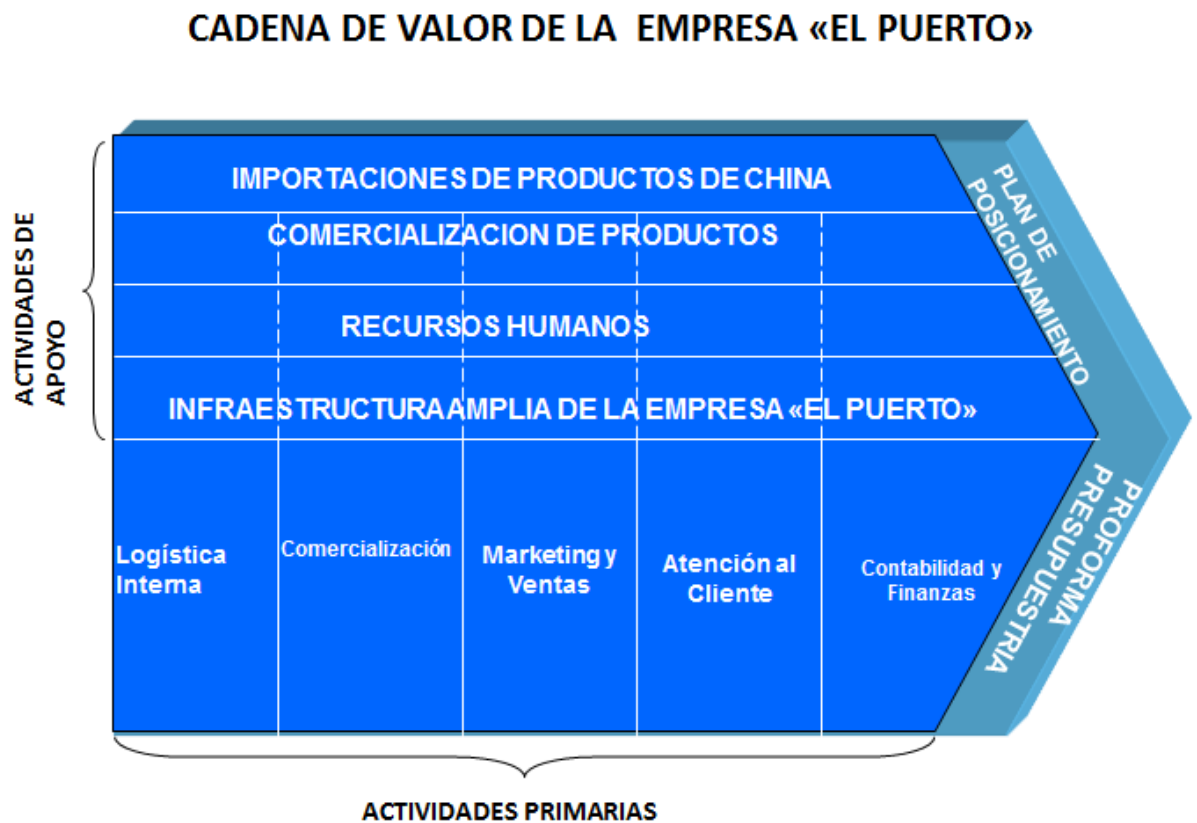 CADENA DE VALOR DE LA EMPRESA «EL PUERTO»
ACTIVIDADES DE
APOYO
IMPORTACIONES DE PRODUCTOS DE CHINA
COMERCIALIZACION DE PRODUCTOS
RECURSOS HUMANOS
INFRAESTRUCTURA AMPLIA DE LA EMPRESA «EL PUERTO»
PLAN DE
POSICIONAMIENTO
Logística
Interna
Comercialización
Marketing y
Ventas
Atención al
Cliente
Contabilidad y
Finanzas
PROFORMA
PRESUPUESTRIA
ACTIVIDADES PRIMARIAS